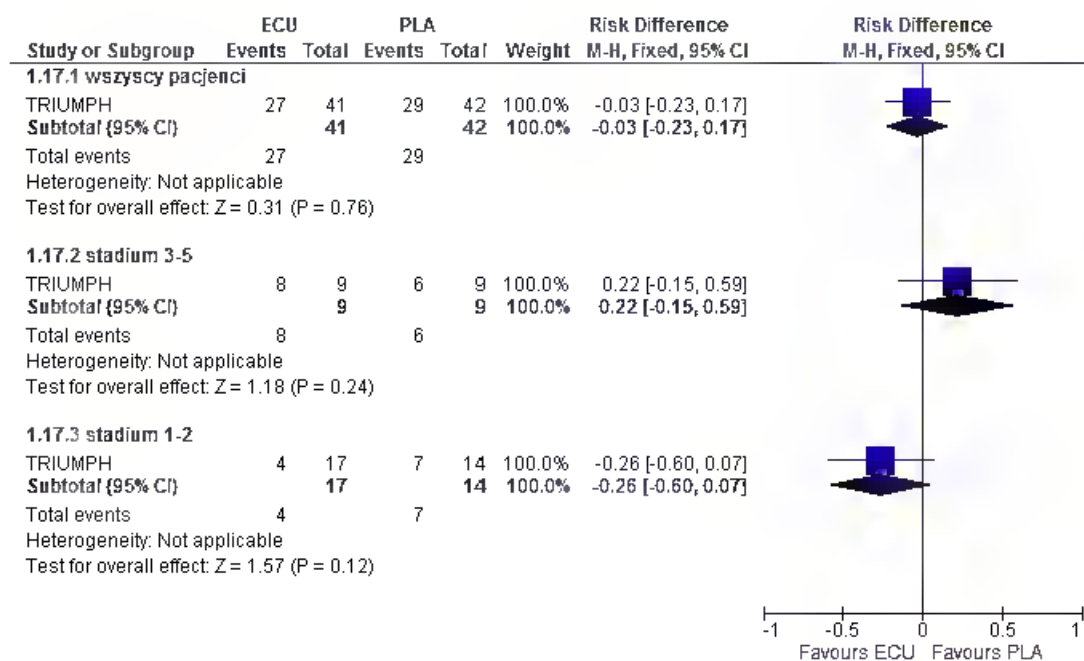 ECU PLA Risk Difference Risk Difference
Study or Subgroup Events Total Events Total Weight M-H, Fixed, 95% CI M-H, Fixed, 95% CI
1.17.1 wszyscy pacjenci
TRIUMPH 27 41 29 42 100.0% -0.03 [-0.23, 0.17]
Subtotal (95% CI) 41 42 100.0% -0.03 [-0.23, 0.17]
Total events 27 29
Heterogeneity: Not applicable
Test for overall effect: Z = 0.31 (P = 0.76)
1.17.2 stadium 3-5
TRIUMPH 8 9 6 9 100.0% 0.22 [-0.15, 0.59]
Subtotal (95% CI) 9 9 100.0% 0.22 [-0.15, 0.59]
Total events 8 6
Heterogeneity: Not applicable
Test for overall effect: Z = 1.18 (P = 0.24)
1.17.3 stadium 1-2
TRIUMPH 4 17 7 14 100.0% -0.26 [-0.60, 0.07]
Subtotal (95% CI) 17 14 100.0% -0.26 [-0.60, 0.07]
Total events 4 7
Heterogeneity: Not applicable
Test for overall effect: Z = 1.57 (P = 0.12)
-1 -0.5 0 0.5 1
Favours ECU Favours PLA